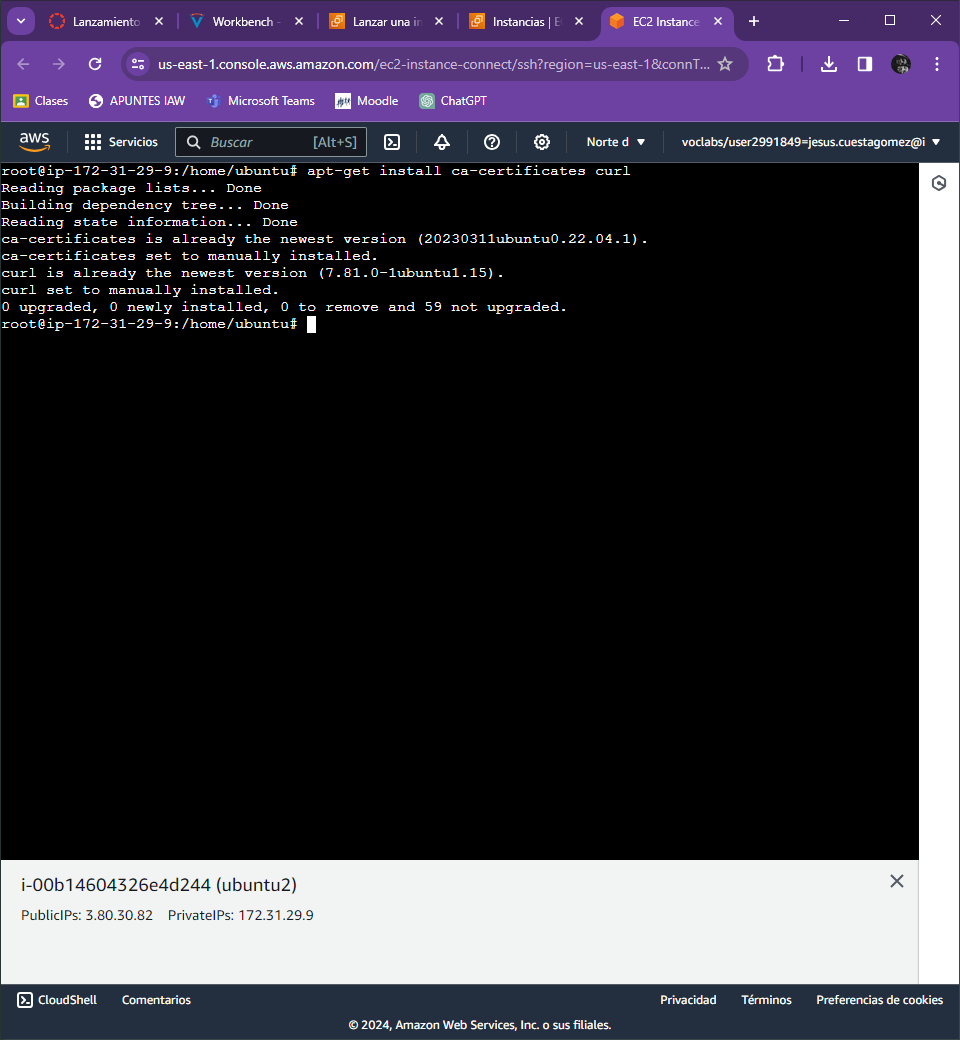 Lanzamiento
Workbench -
Lanzar una in
Instancias | E
EC2 Instance
us-east-1.console.aws.amazon.com/ec2-instance-connect/ssh?region=us-east-1&connT...
Clases
APUNTES IAW
Microsoft Teams
Moodle
ChatGPT
aws
Servicios
Buscar
[Alt+S]
Norte d
voclabs/user2991849=jesus.cuestagomez@i
root@ip-172-31-29-9:/home/ubuntu# apt-get install ca-certificates curl
Reading package lists... Done
Building dependency tree... Done
Reading state information... Done
ca-certificates is already the newest version (20230311ubuntu0.22.04.1).
ca-certificates set to manually installed.
curl is already the newest version (7.81.0-1ubuntu1.15).
curl set to manually installed.
0 upgraded, 0 newly installed, 0 to remove and 59 not upgraded.
root@ip-172-31-29-9:/home/ubuntu#
i-00b14604326e4d244 (ubuntu2)
PublicIPs: 3.80.30.82 PrivateIPs: 172.31.29.9
CloudShell
Comentarios
Privacidad
Términos
Preferencias de cookies
© 2024, Amazon Web Services, Inc. o sus filiales.